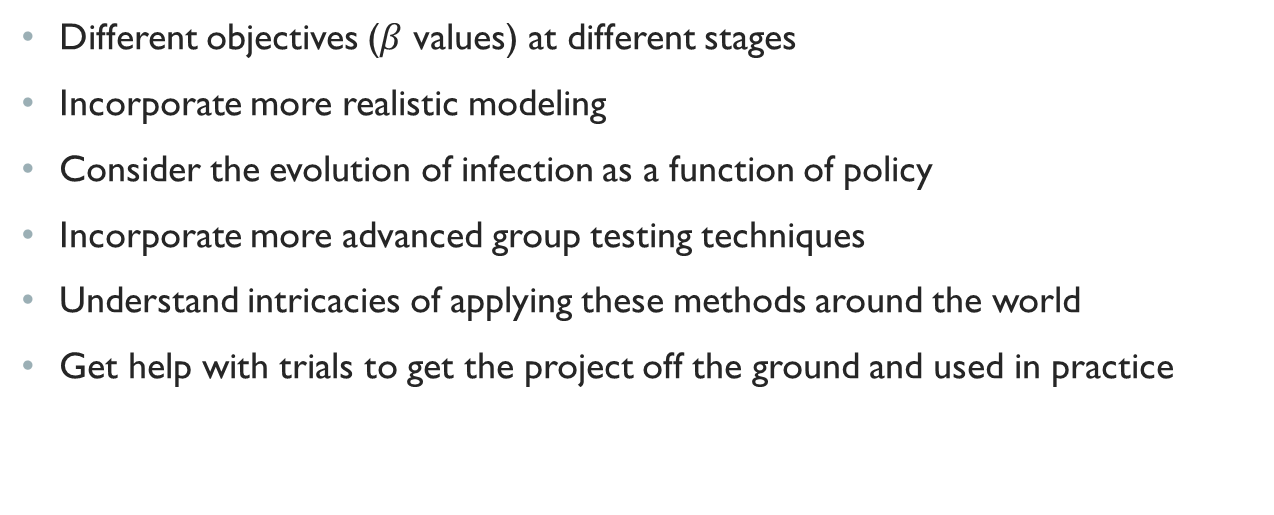 • Different objectives (β values) at different stages
• Incorporate more realistic modeling
• Consider the evolution of infection as a function of policy
• Incorporate more advanced group testing techniques
• Understand intricacies of applying these methods around the world
• Get help with trials to get the project off the ground and used in practice